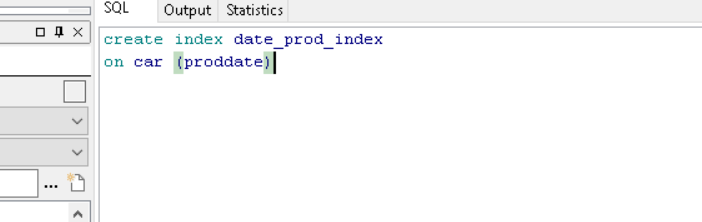 SQL Output Statistics
create index date_prod_index
on car (proddate)
...